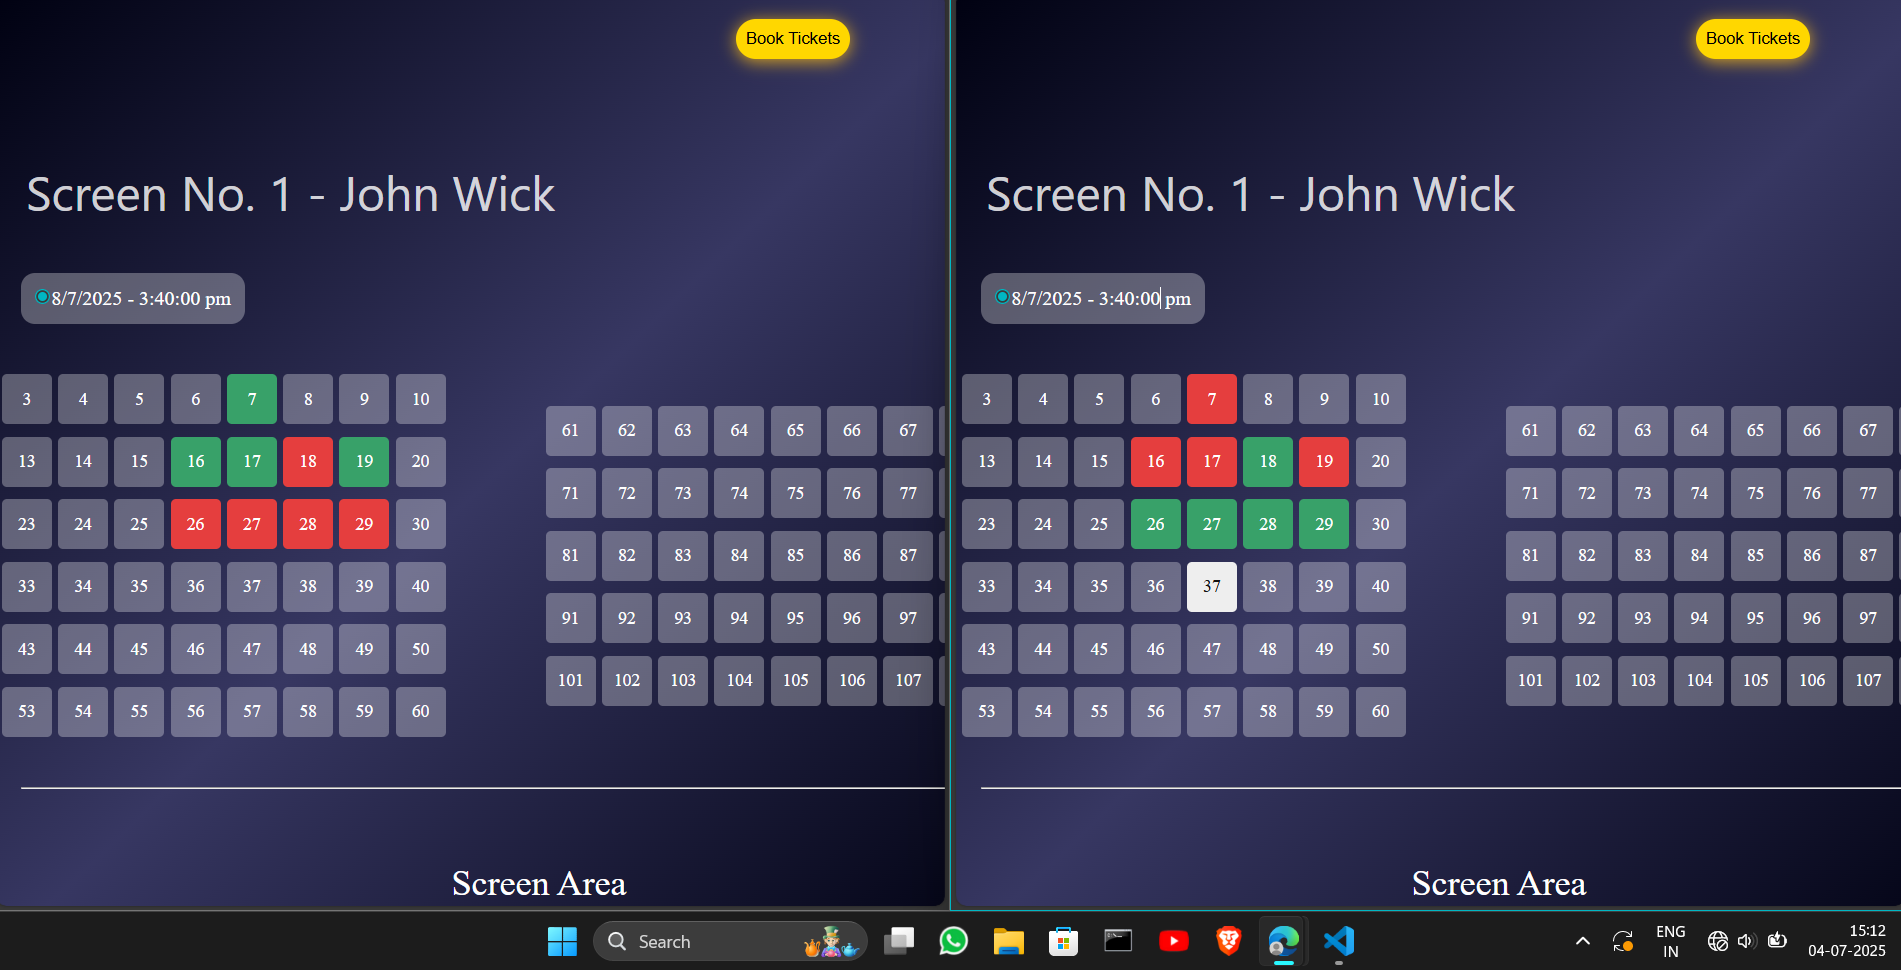 Book Tickets
Screen No. 1 - John Wick
8/7/2025 - 3:40:00 pm
3 4 5 6 7 8 9 10
13 14 15 16 17 18 19 20
23 24 25 26 27 28 29 30
33 34 35 36 37 38 39 40
43 44 45 46 47 48 49 50
53 54 55 56 57 58 59 60
61 62 63 64 65 66 67
71 72 73 74 75 76 77
81 82 83 84 85 86 87
91 92 93 94 95 96 97
101 102 103 104 105 106 107
Screen Area
Book Tickets
Screen No. 1 - John Wick
8/7/2025 - 3:40:00 pm
3 4 5 6 7 8 9 10
13 14 15 16 17 18 19 20
23 24 25 26 27 28 29 30
33 34 35 36 37 38 39 40
43 44 45 46 47 48 49 50
53 54 55 56 57 58 59 60
61 62 63 64 65 66 67
71 72 73 74 75 76 77
81 82 83 84 85 86 87
91 92 93 94 95 96 97
101 102 103 104 105 106 107
Screen Area
Search
ENG
IN
15:12
04-07-2025